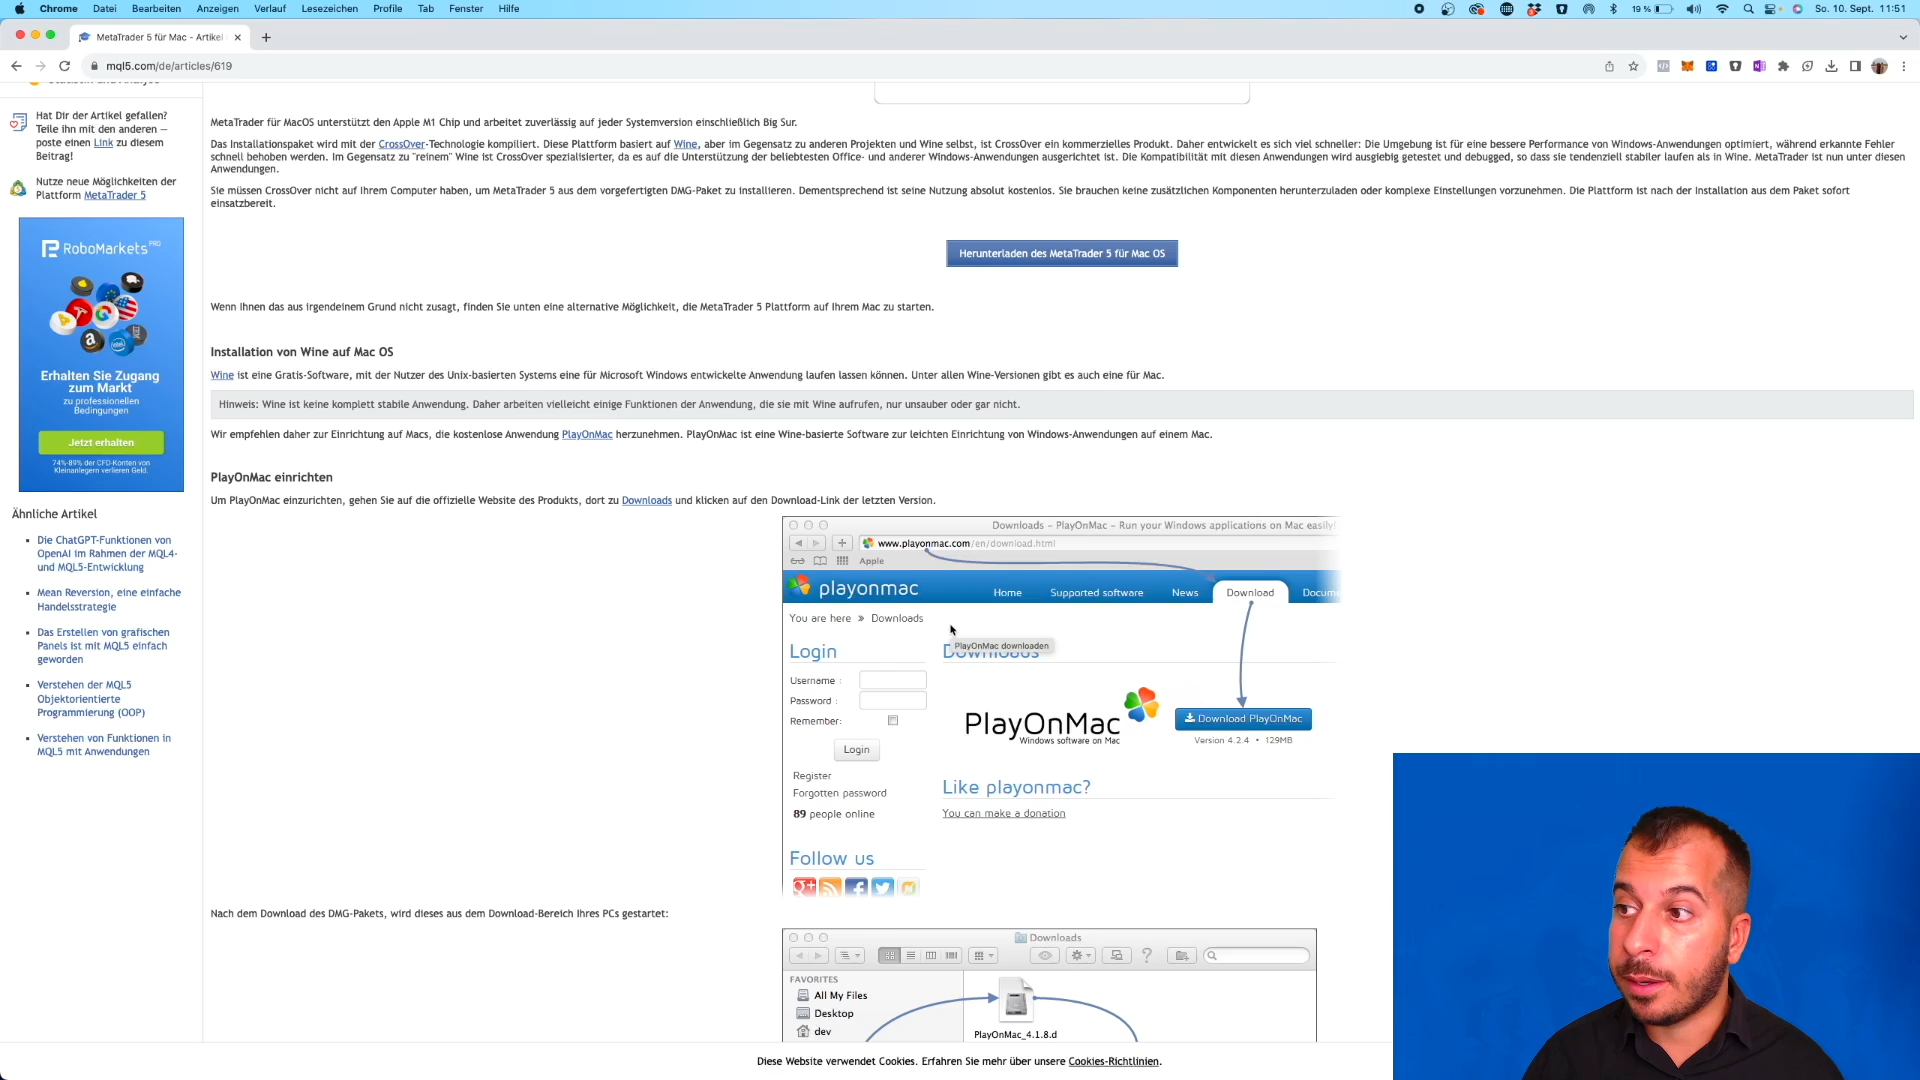 Chrome Datei Bearbeiten Anzeigen Verlauf Lesezeichen Profile Tab Fenster Hilfe
19 % So. 10. Sept. 11:51
MetaTrader 5 für Mac - Artikel
mql5.com/de/articles/619
Hat Dir der Artikel gefallen?
Teile ihn mit den anderen –
poste einen Link zu diesem
Beitrag!
Nutze neue Möglichkeiten der
Plattform MetaTrader 5
RoboMarkets PRO
Erhalten Sie Zugang
zum Markt
zu professionellen
Bedingungen
Jetzt erhalten
74%-89% der CFD-Konten von
Kleinanlegern verlieren Geld.
Ähnliche Artikel
Die ChatGPT-Funktionen von
OpenAI im Rahmen der MQL4-
und MQL5-Entwicklung
Mean Reversion, eine einfache
Handelsstrategie
Das Erstellen von grafischen
Panels ist mit MQL5 einfach
geworden
Verstehen der MQL5
Objektorientierte
Programmierung (OOP)
Verstehen von Funktionen in
MQL5 mit Anwendungen
MetaTrader für MacOS unterstützt den Apple M1 Chip und arbeitet zuverlässig auf jeder Systemversion einschließlich Big Sur.
Das Installationspaket wird mit der CrossOver-Technologie kompiliert. Diese Plattform basiert auf Wine, aber im Gegensatz zu anderen Projekten und Wine selbst, ist CrossOver ein kommerzielles Produkt. Daher entwickelt es sich viel schneller: Die Umgebung ist für eine bessere Performance von Windows-Anwendungen optimiert, während erkannte Fehler
schnell behoben werden. Im Gegensatz zu "reinem" Wine ist CrossOver spezialisierter, da es auf die Unterstützung der beliebtesten Office- und anderer Windows-Anwendungen ausgerichtet ist. Die Kompatibilität mit diesen Anwendungen wird ausgiebig getestet und debugged, so dass sie tendenziell stabiler laufen als in Wine. MetaTrader ist nun unter diesen
Anwendungen.
Sie müssen CrossOver nicht auf Ihrem Computer haben, um MetaTrader 5 aus dem vorgefertigten DMG-Paket zu installieren. Dementsprechend ist seine Nutzung absolut kostenlos. Sie brauchen keine zusätzlichen Komponenten herunterzuladen oder komplexe Einstellungen vorzunehmen. Die Plattform ist nach der Installation aus dem Paket sofort
einsatzbereit.
Herunterladen des MetaTrader 5 für Mac OS
Wenn Ihnen das aus irgendeinem Grund nicht zusagt, finden Sie unten eine alternative Möglichkeit, die MetaTrader 5 Plattform auf Ihrem Mac zu starten.
Installation von Wine auf Mac OS
Wine ist eine Gratis-Software, mit der Nutzer des Unix-basierten Systems eine für Microsoft Windows entwickelte Anwendung laufen lassen können. Unter allen Wine-Versionen gibt es auch eine für Mac.
Hinweis: Wine ist keine komplett stabile Anwendung. Daher arbeiten vielleicht einige Funktionen der Anwendung, die sie mit Wine aufrufen, nur unsauber oder gar nicht.
Wir empfehlen daher zur Einrichtung auf Macs, die kostenlose Anwendung PlayOnMac herzunehmen. PlayOnMac ist eine Wine-basierte Software zur leichten Einrichtung von Windows-Anwendungen auf einem Mac.
PlayOnMac einrichten
Um PlayOnMac einzurichten, gehen Sie auf die offizielle Website des Produkts, dort zu Downloads und klicken auf den Download-Link der letzten Version.
Downloads – PlayOnMac – Run your Windows applications on Mac easily!
www.playonmac.com/en/download.html
Apple
playonmac Home Supported software News Download Docume
You are here » Downloads
PlayOnMac downloaden
Login
Downloads
Username :
Password :
Remember:
Login
Register
Forgotten password
89 people online
Follow us
PlayOnMac
Windows software on Mac
Download PlayOnMac
Version 4.2.4 • 129MB
Like playonmac?
You can make a donation
Nach dem Download des DMG-Pakets, wird dieses aus dem Download-Bereich Ihres PCs gestartet:
Downloads
FAVORITES
All My Files
Desktop
dev
PlayOnMac_4.1.8.d
Diese Website verwendet Cookies. Erfahren Sie mehr über unsere Cookies-Richtlinien.